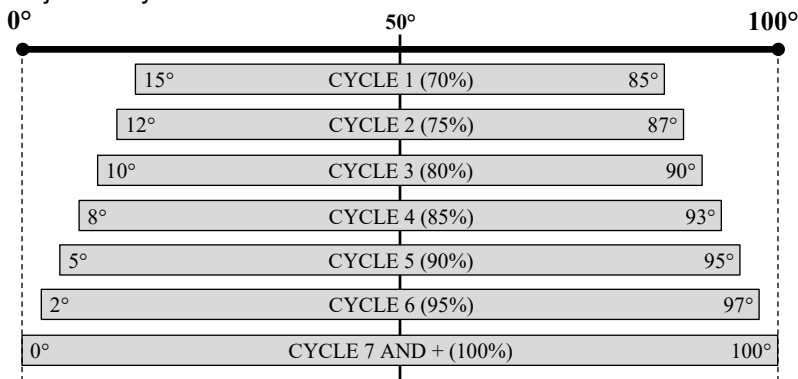 0° 50° 100°
15° CYCLE 1 (70%) 85°
12° CYCLE 2 (75%) 87°
10° CYCLE 3 (80%) 90°
8° CYCLE 4 (85%) 93°
5° CYCLE 5 (90%) 95°
2° CYCLE 6 (95%) 97°
0° CYCLE 7 AND + (100%) 100°